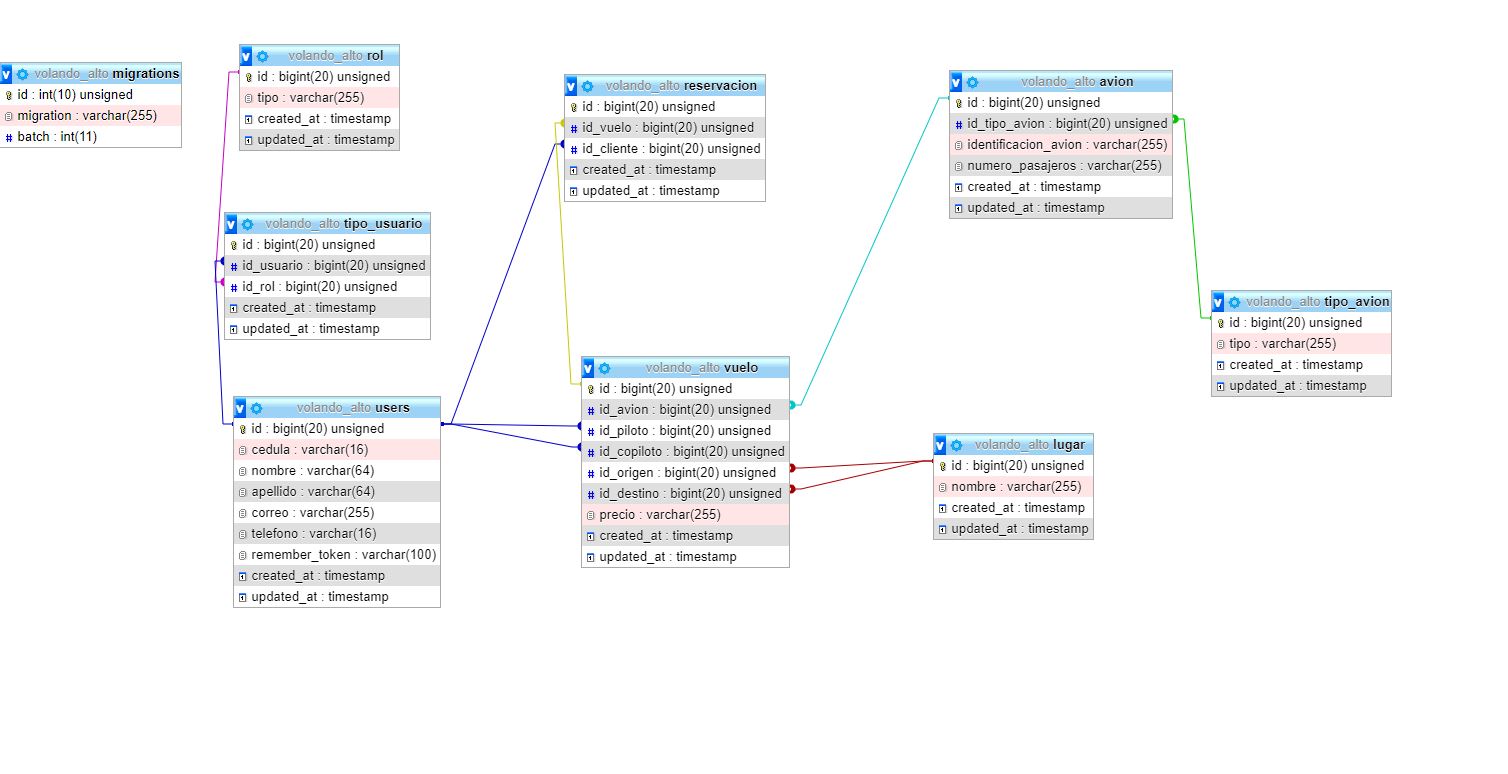 volando_alto migrations
id : int(10) unsigned
migration : varchar(255)
batch : int(11)
volando_alto rol
id : bigint(20) unsigned
tipo : varchar(255)
created_at : timestamp
updated_at : timestamp
volando_alto tipo_usuario
id : bigint(20) unsigned
id_usuario : bigint(20) unsigned
id_rol : bigint(20) unsigned
created_at : timestamp
updated_at : timestamp
volando_alto users
id : bigint(20) unsigned
cedula : varchar(16)
nombre : varchar(64)
apellido : varchar(64)
correo : varchar(255)
telefono : varchar(16)
remember_token : varchar(100)
created_at : timestamp
updated_at : timestamp
volando_alto reservacion
id : bigint(20) unsigned
id_vuelo : bigint(20) unsigned
id_cliente : bigint(20) unsigned
created_at : timestamp
updated_at : timestamp
volando_alto vuelo
id : bigint(20) unsigned
id_avion : bigint(20) unsigned
id_piloto : bigint(20) unsigned
id_copiloto : bigint(20) unsigned
id_origen : bigint(20) unsigned
id_destino : bigint(20) unsigned
precio : varchar(255)
created_at : timestamp
updated_at : timestamp
volando_alto avion
id : bigint(20) unsigned
id_tipo_avion : bigint(20) unsigned
identificacion_avion : varchar(255)
numero_pasajeros : varchar(255)
created_at : timestamp
updated_at : timestamp
volando_alto lugar
id : bigint(20) unsigned
nombre : varchar(255)
created_at : timestamp
updated_at : timestamp
volando_alto tipo_avion
id : bigint(20) unsigned
tipo : varchar(255)
created_at : timestamp
updated_at : timestamp